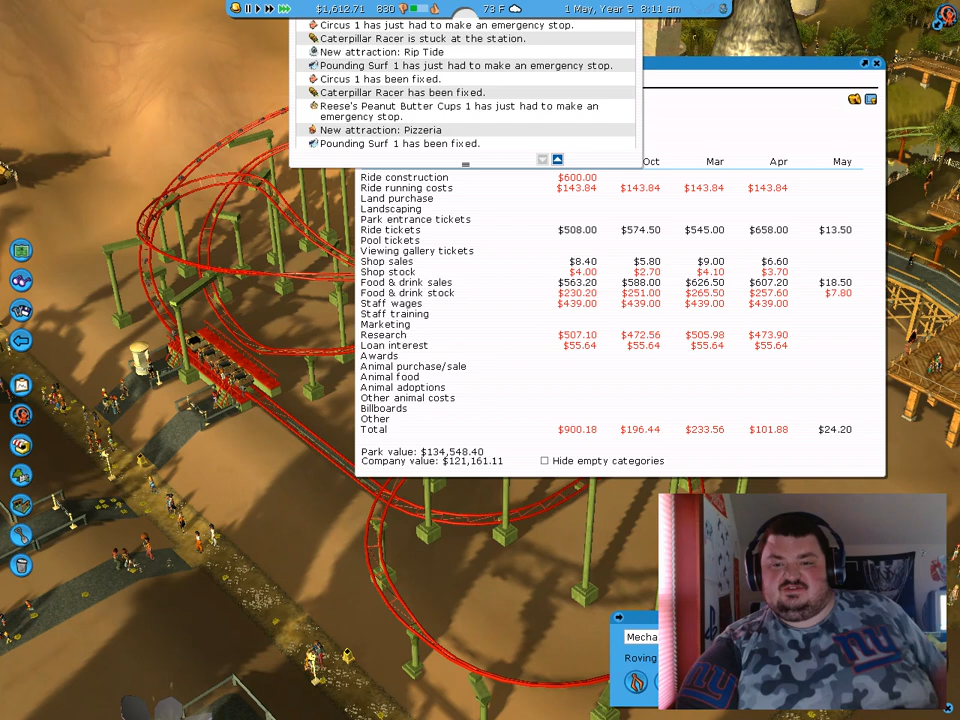 $1,612.71 830 73 F 1 May, Year 5 8:11 am
Circus 1 has just had to make an emergency stop.
Caterpillar Racer is stuck at the station.
New attraction: Rip Tide
Pounding Surf 1 has just had to make an emergency stop.
Circus 1 has been fixed.
Caterpillar Racer has been fixed.
Reese's Peanut Butter Cups 1 has just had to make an
emergency stop.
New attraction: Pizzeria
Pounding Surf 1 has been fixed.
Oct Mar Apr May
Ride construction $600.00
Ride running costs $143.84 $143.84 $143.84 $143.84
Land purchase
Landscaping
Park entrance tickets
Ride tickets $508.00 $574.50 $545.00 $658.00 $13.50
Pool tickets
Viewing gallery tickets
Shop sales $8.40 $5.80 $9.00 $6.60
Shop stock $4.00 $2.70 $4.10 $3.70
Food & drink sales $563.20 $588.00 $626.50 $607.20 $18.50
Food & drink stock $230.20 $251.00 $265.50 $257.60 $7.80
Staff wages $439.00 $439.00 $439.00 $439.00
Staff training
Marketing
Research $507.10 $472.56 $505.98 $473.90
Loan interest $55.64 $55.64 $55.64 $55.64
Awards
Animal purchase/sale
Animal food
Animal adoptions
Other animal costs
Billboards
Other
Total $900.18 $196.44 $233.56 $101.88 $24.20
Park value: $134,548.40
Company value: $121,161.11 Hide empty categories
Mecha
Roving
ny
ny